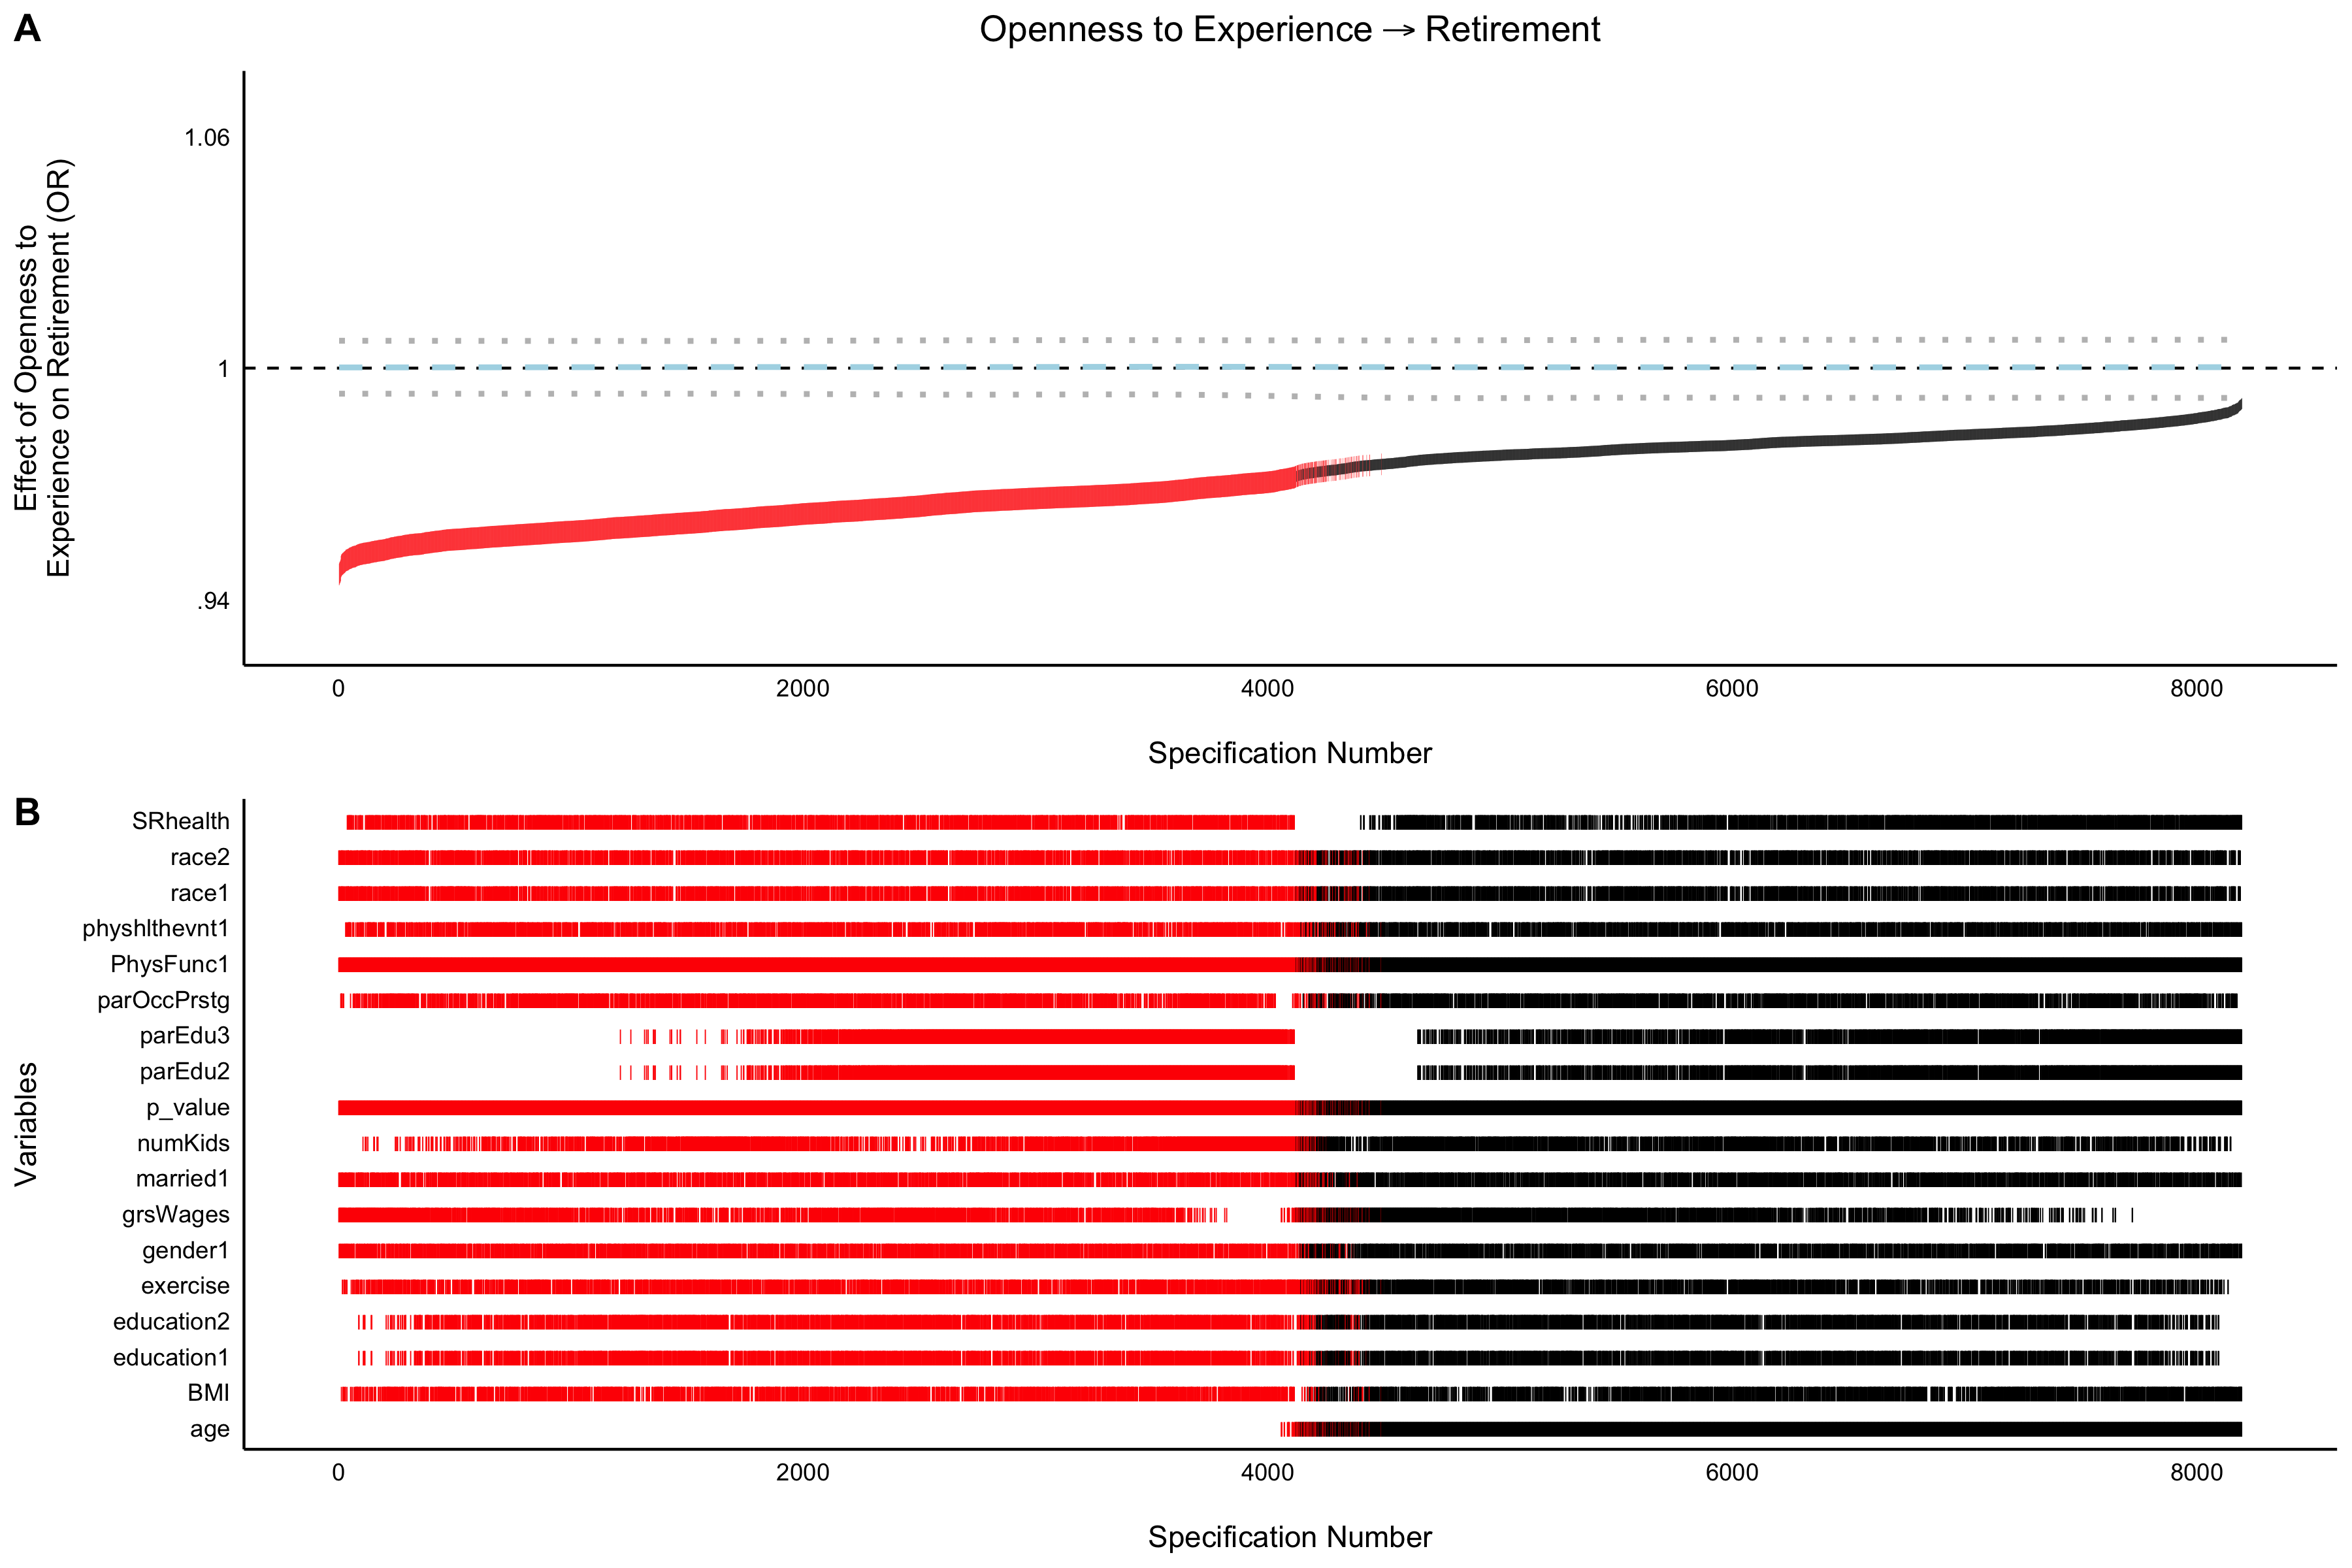 A
Openness to Experience → Retirement
Effect of Openness to
Experience on Retirement (OR)
1.06
1
.94
0 2000 4000 6000 8000
Specification Number
B
Variables
SRhealth
race2
race1
physhlthevnt1
PhysFunc1
parOccPrstg
parEdu3
parEdu2
p_value
numKids
married1
grsWages
gender1
exercise
education2
education1
BMI
age
0 2000 4000 6000 8000
Specification Number